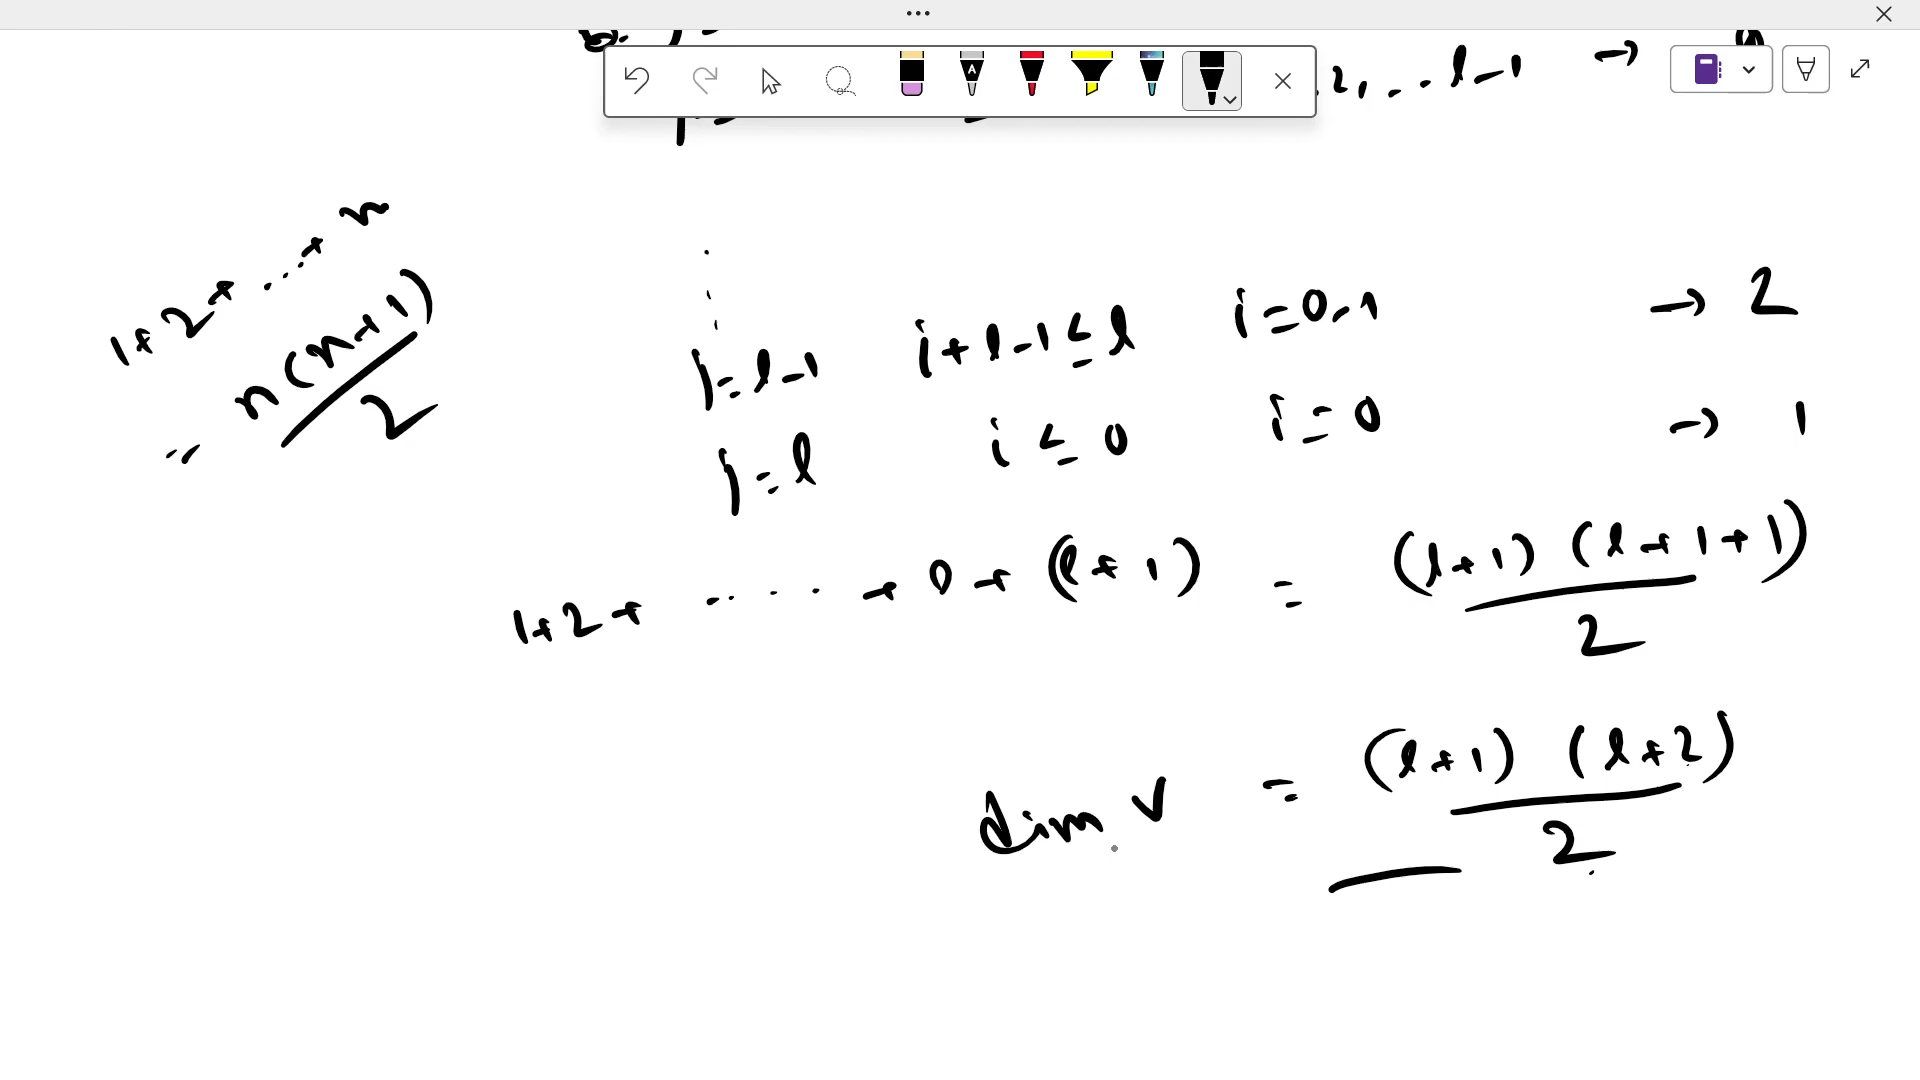 2, . . . l-1 →
1+2+ ... + n
= n(n+1) / 2
j = l-1 i+l-1 ≤ l i=0,1 → 2
j = l i ≤ 0 i = 0 → 1
1+2+ ..... + l + (l+1) = (l+1) (l+1+1) / 2
dim V = (l+1) (l+2) / 2